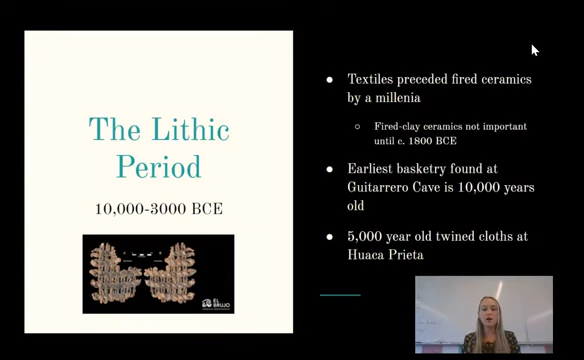 The Lithic
Period
10,000-3000 BCE
EL
BRUJO
Textiles preceded fired ceramics
by a millenia
Fired-clay ceramics not important
until c. 1800 BCE
Earliest basketry found at
Guitarrero Cave is 10,000 years
old
5,000 year old twined cloths at
Huaca Prieta